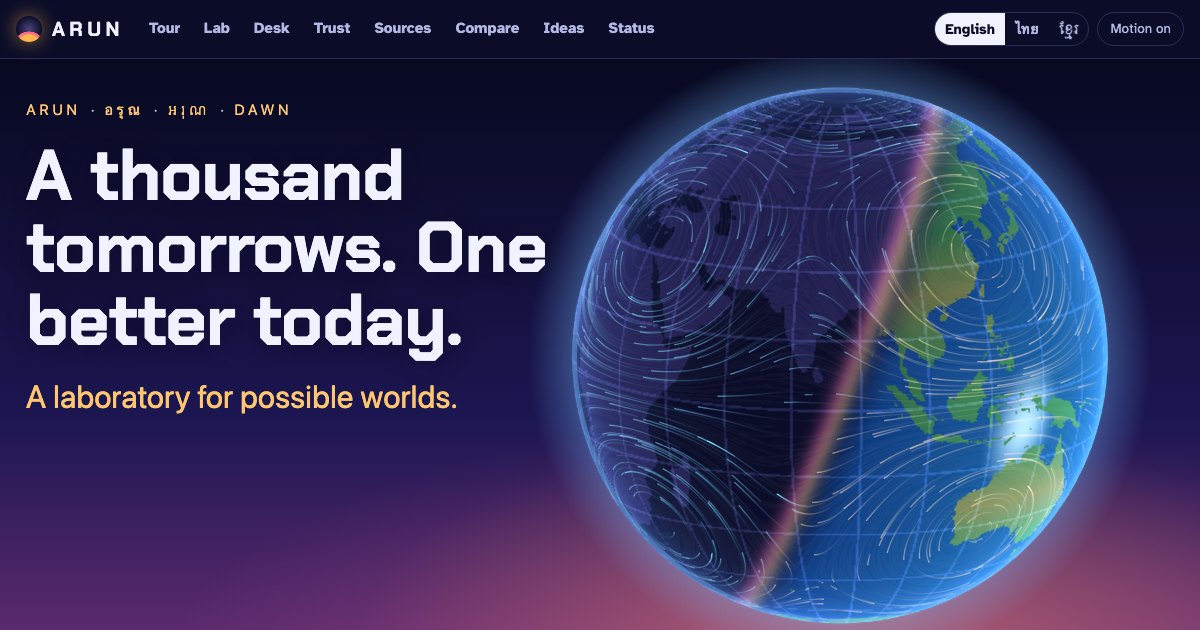 ARUN
Tour Lab Desk Trust Sources Compare Ideas Status
English ไทย ខ្មែរ Motion on
ARUN · อรุณ · អរុណ · DAWN
A thousand
tomorrows. One
better today.
A laboratory for possible worlds.